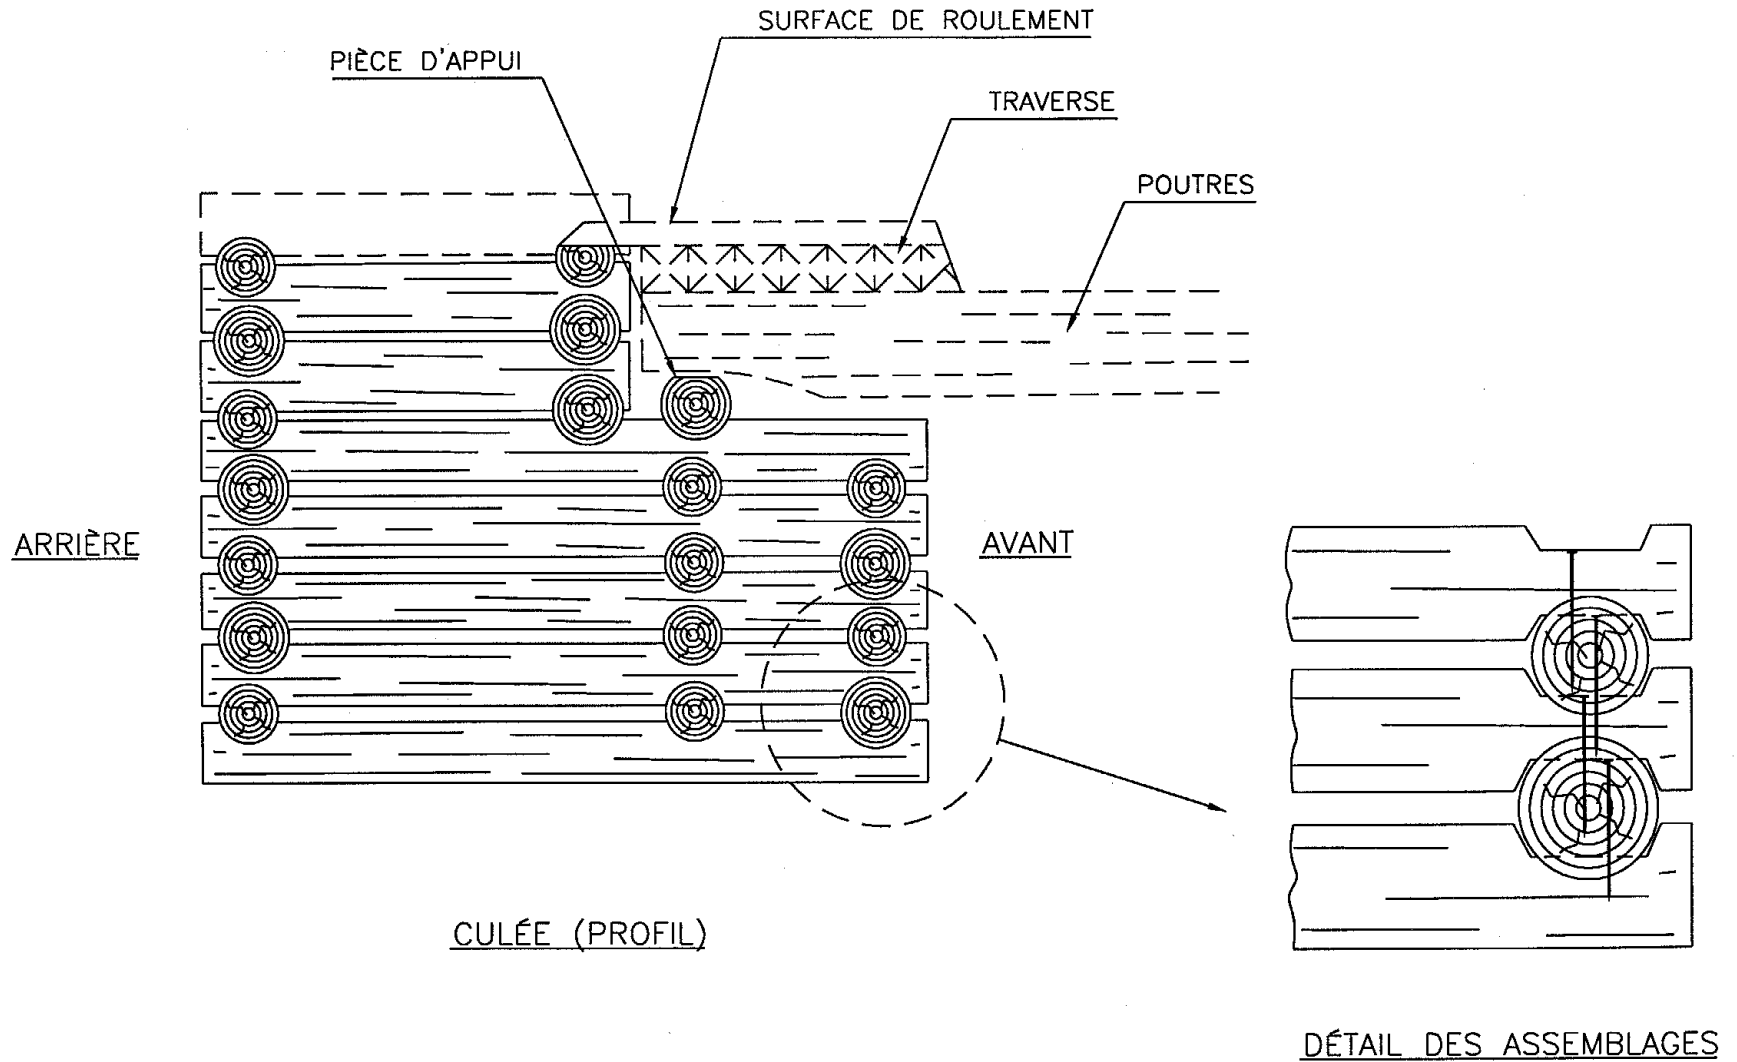 SURFACE DE ROULEMENT
PIÈCE D'APPUI
TRAVERSE
POUTRES
ARRIÈRE
AVANT
CULÉE (PROFIL)
DÉTAIL DES ASSEMBLAGES